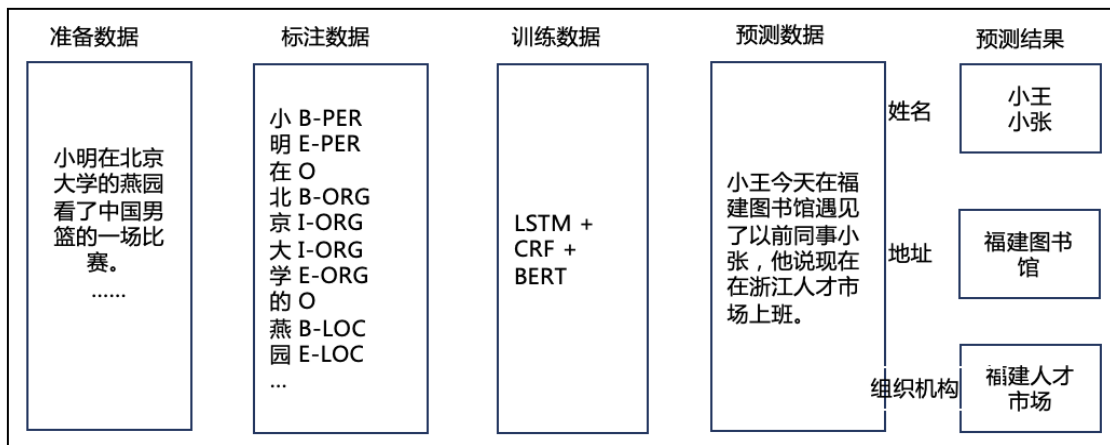 准备数据
标注数据
训练数据
预测数据
预测结果
小明在北京
大学的燕园
看了中国男
篮的一场比
赛。
……
小 B-PER
明 E-PER
在 O
北 B-ORG
京 I-ORG
大 I-ORG
学 E-ORG
的 O
燕 B-LOC
园 E-LOC
...
LSTM +
CRF +
BERT
小王今天在福
建图书馆遇见
了以前同事小
张，他说现在
在浙江人才市
场上班。
姓名
小王
小张
地址
福建图书
馆
组织机构
福建人才
市场